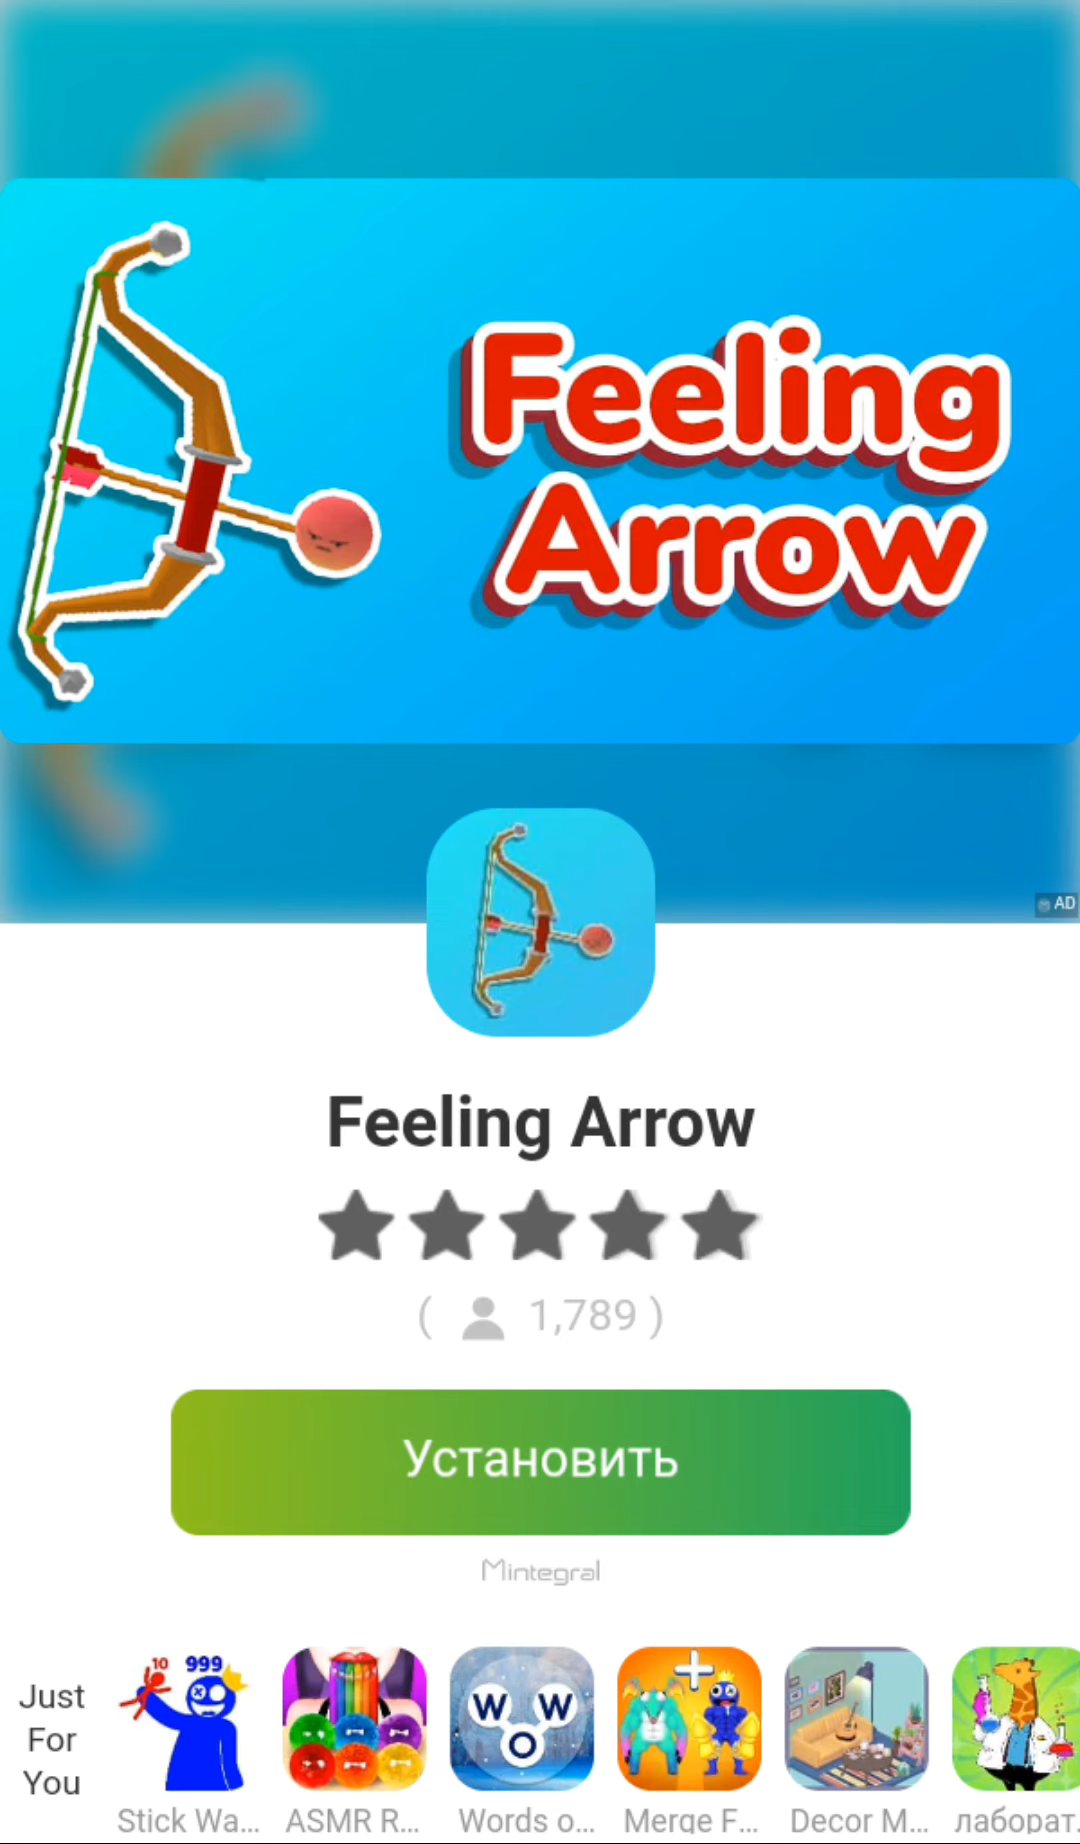 Feeling
Arrow
AD
Feeling Arrow
( 1,789 )
Установить
Mintegral
Just
For
You
10 999
W W
O
Stick Wa...
ASMR R...
Words o...
Merge F...
Decor M...
лаборат.